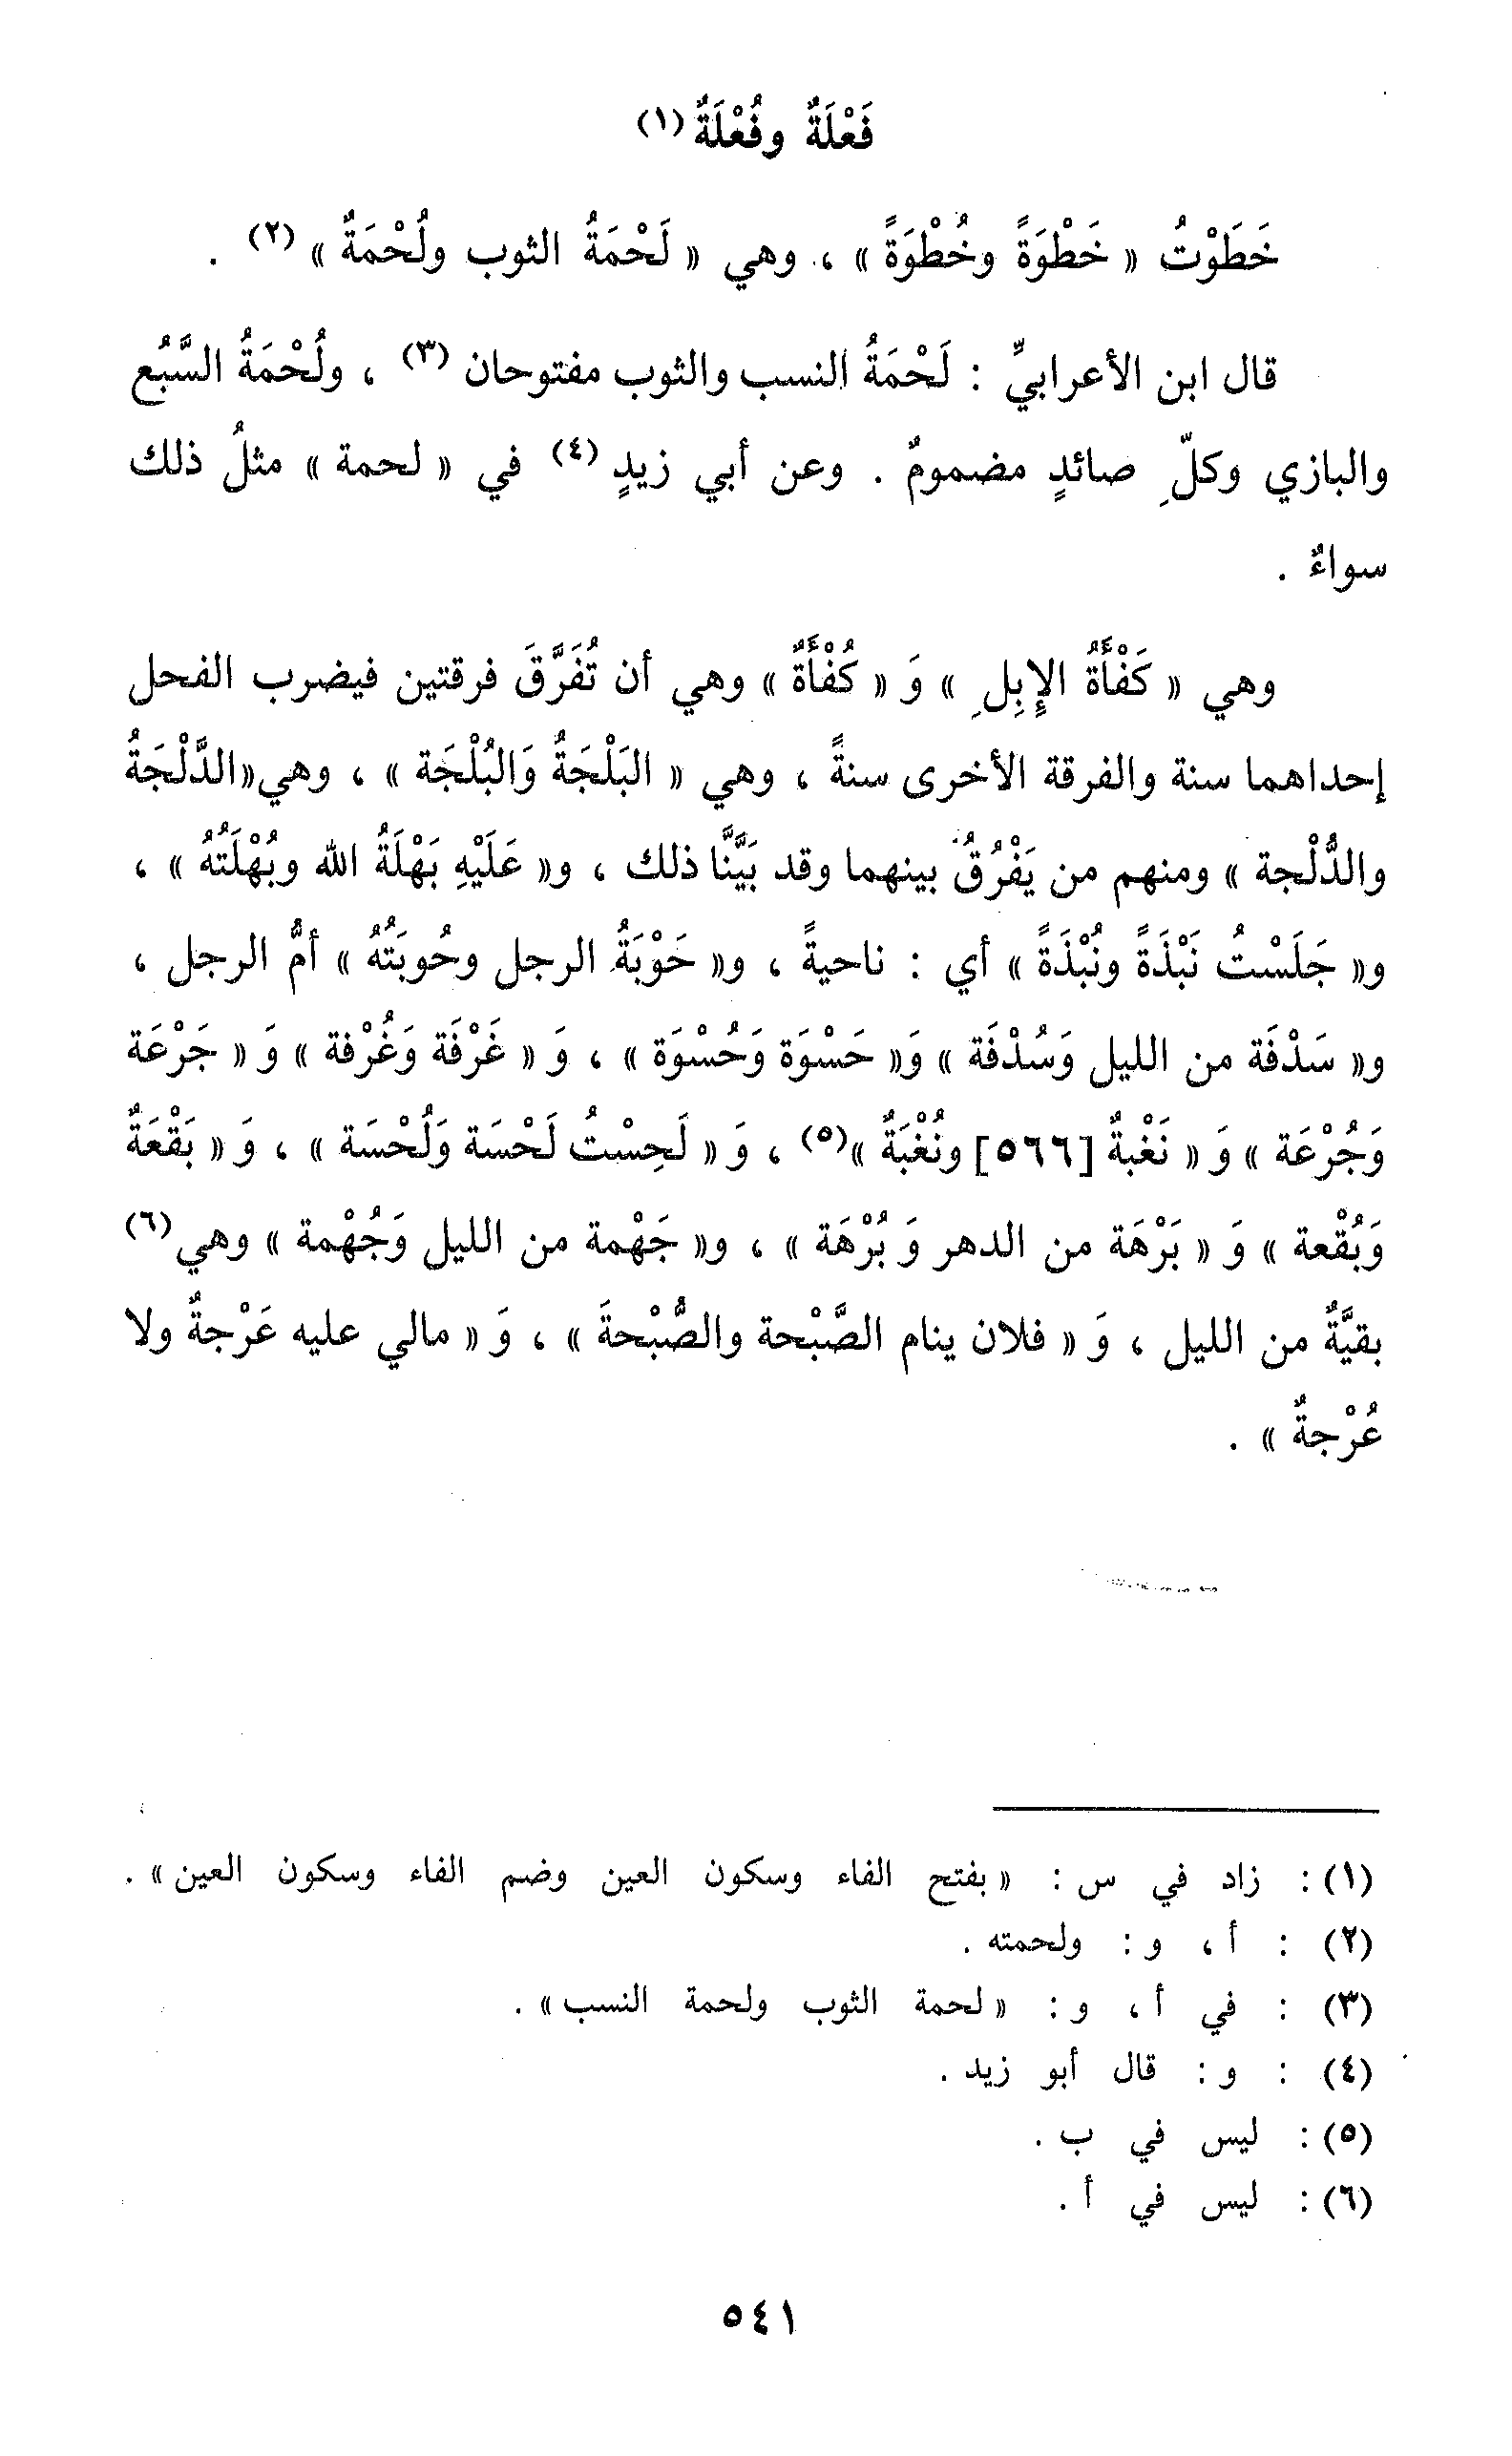 فَعْلَةٌ وفُعْلَةٌ (١)
خَطَوْتُ « خَطْوَةً وخُطْوَةً » ، وهي « لَحْمَةُ الثوب ولُحْمَةٌ » (٢) .
قال ابن الأعرابيِّ : لَحْمَةُ النسب والثوب مفتوحان (٣) ، ولُحْمَةُ السَّبُع
والبازي وكلِّ صائدٍ مضمومٌ . وعن أبي زيدٍ (٤) في « لحمة » مثلُ ذلك
سواءٌ .
وهي « كَفْأَةُ الإِبِلِ » وَ « كُفْأَةٌ » وهي أن تُفَرَّقَ فرقتين فيضرب الفحل
إحداهما سنة والفرقة الأخرى سنةً ، وهي « البَلْجَةُ وَالبُلْجَة » ، وهي «الدَّلْجَةُ
والدُّلْجة » ومنهم من يَفْرُقُ بينهما وقد بَيَّنَّا ذلك ، و« عَلَيْهِ بَهْلَةُ الله وبُهْلَتُهُ » ،
و« جَلَسْتُ نَبْذَةً ونُبْذَةً » أي : ناحيةً ، و« حَوْبَةُ الرجل وحُوبَتُهُ » أمُّ الرجل ،
و« سَدْفَة من الليل وَسُدْفَة » وَ« حَسْوَة وَحُسْوَة » ، وَ « غَرْفَة وَغُرْفة » وَ « جَرْعَة
وَجُرْعَة » وَ « نَغْبةٌ [٥٦٦] ونُغْبَةٌ »(٥) ، وَ « لَحِسْتُ لَحْسَة وَلُحْسَة » ، وَ « بَقْعَةٌ
وَبُقْعة » وَ « بَرْهَة من الدهر وَ بُرْهَة » ، و« جَهْمة من الليل وَجُهْمة » وهي(٦)
بقيَّةٌ من الليل ، وَ « فلان ينام الصَّبْحة والصُّبْحةَ » ، وَ « مالي عليه عَرْجةٌ ولا
عُرْجةٌ » .
(١) : زاد في س : « بفتح الفاء وسكون العين وضم الفاء وسكون العين » .
(٢) : أ ، و : ولحمته .
(٣) : في أ ، و : « لحمة الثوب ولحمة النسب » .
(٤) : و : قال أبو زيد .
(٥) : ليس في ب .
(٦) : ليس في أ .
٥٤١